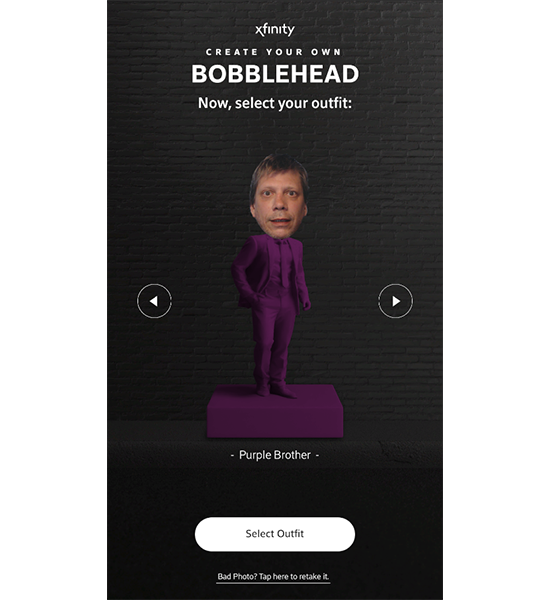 xfinity
CREATE YOUR OWN
BOBBLEHEAD
Now, select your outfit:
- Purple Brother -
Select Outfit
Bad Photo? Tap here to retake it.